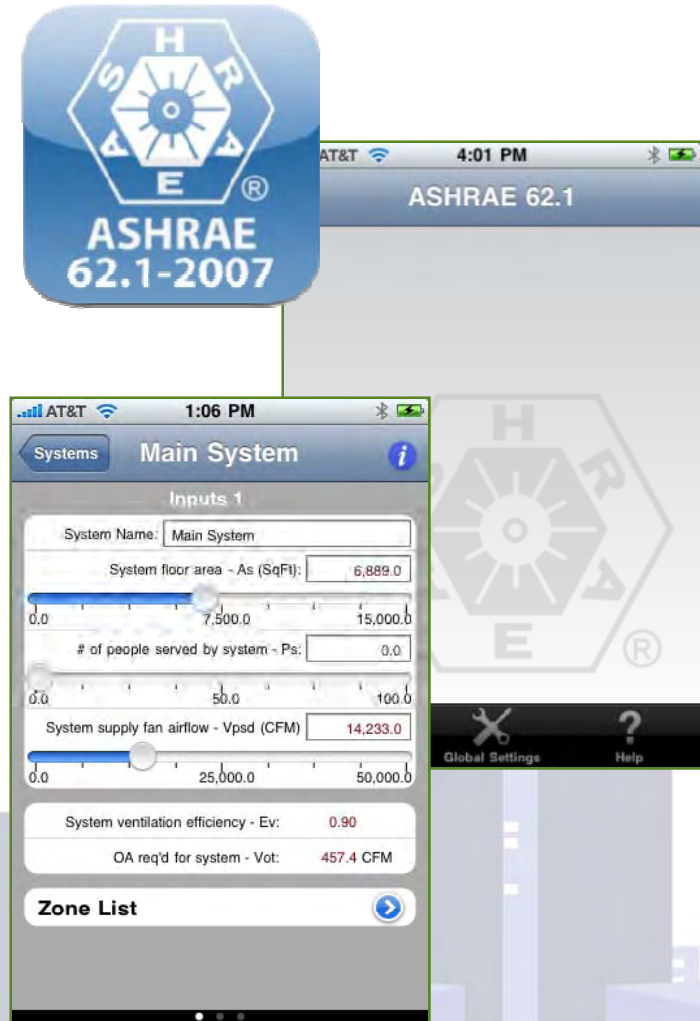 ASHRAE
®
ASHRAE
62.1-2007
AT&T 4:01 PM
ASHRAE 62.1
HRAE
®
Global Settings Help
AT&T 1:06 PM
Systems Main System i
Inputs 1
System Name: Main System
System floor area - As (SqFt): 6,889.0
0.0 7,500.0 15,000.0
# of people served by system - Ps: 0.0
0.0 50.0 100.0
System supply fan airflow - Vpsd (CFM) 14,233.0
0.0 25,000.0 50,000.0
System ventilation efficiency - Ev: 0.90
OA req'd for system - Vot: 457.4 CFM
Zone List